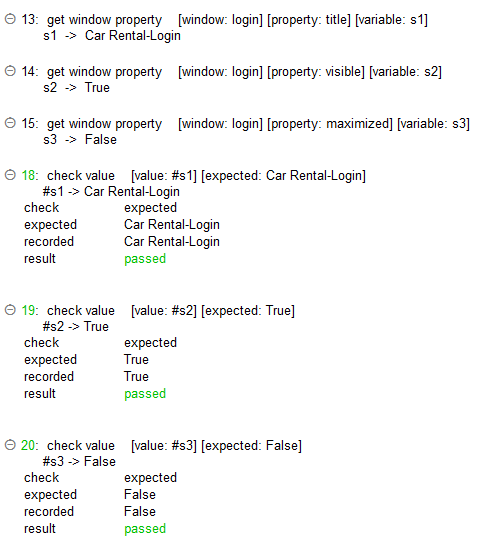 13: get window property [window: login] [property: title] [variable: s1]
s1 -> Car Rental-Login
14: get window property [window: login] [property: visible] [variable: s2]
s2 -> True
15: get window property [window: login] [property: maximized] [variable: s3]
s3 -> False
18: check value [value: #s1] [expected: Car Rental-Login]
#s1 -> Car Rental-Login
check expected
expected Car Rental-Login
recorded Car Rental-Login
result passed
19: check value [value: #s2] [expected: True]
#s2 -> True
check expected
expected True
recorded True
result passed
20: check value [value: #s3] [expected: False]
#s3 -> False
check expected
expected False
recorded False
result passed